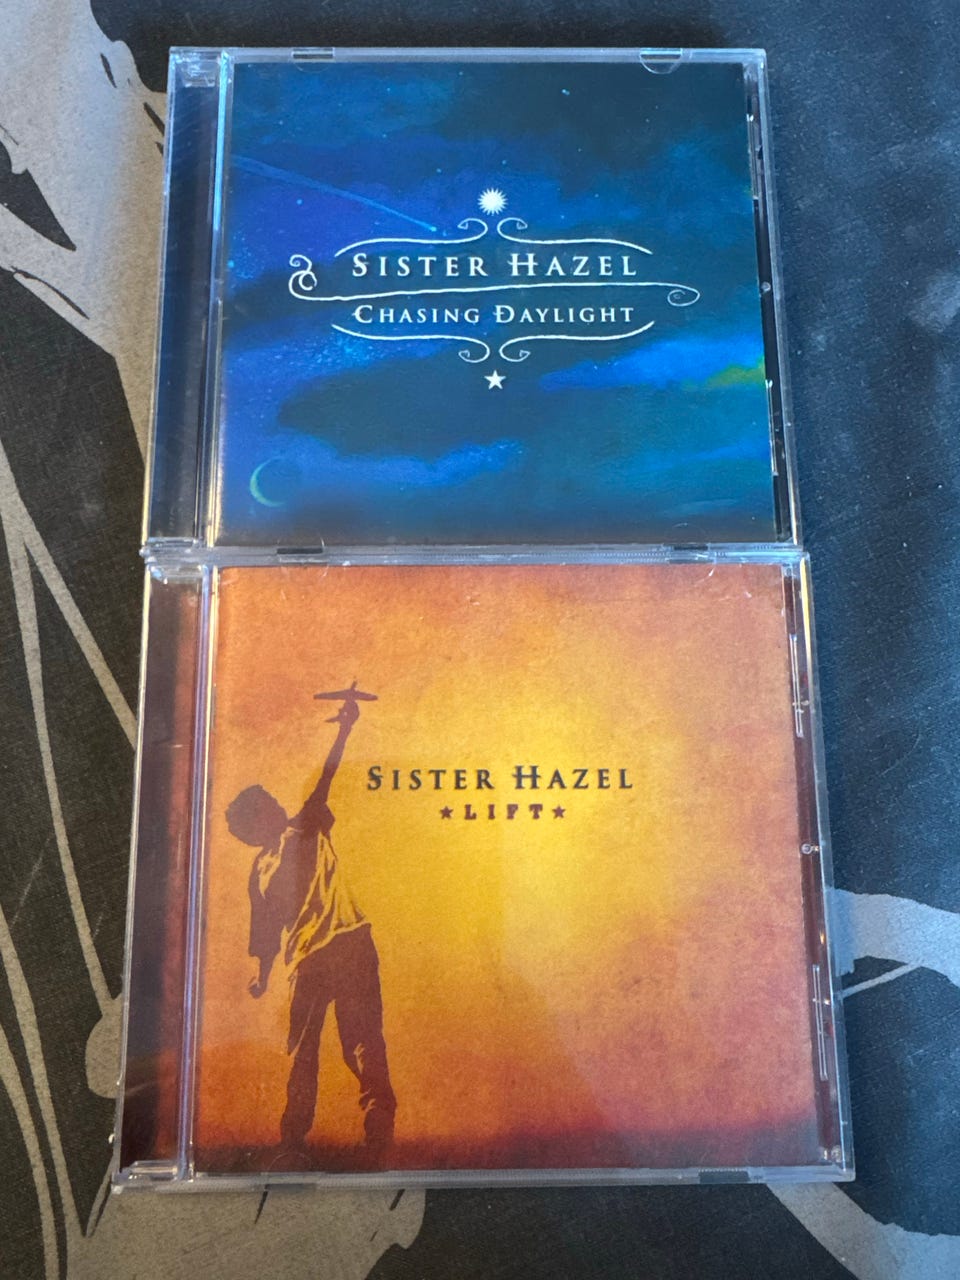 SISTER HAZEL
CHASING DAYLIGHT
SISTER HAZEL
★LIFT★